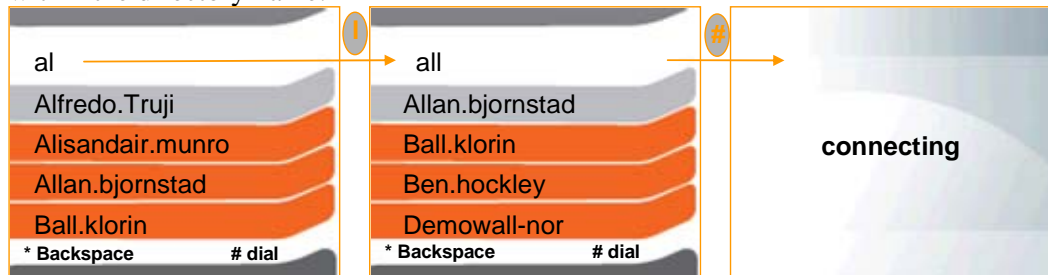 al
Alfredo.Truji
Alisandair.munro
Allan.bjornstad
Ball.klorin
* Backspace # dial
l
all
Allan.bjornstad
Ball.klorin
Ben.hockley
Demowall-nor
* Backspace # dial
#
connecting